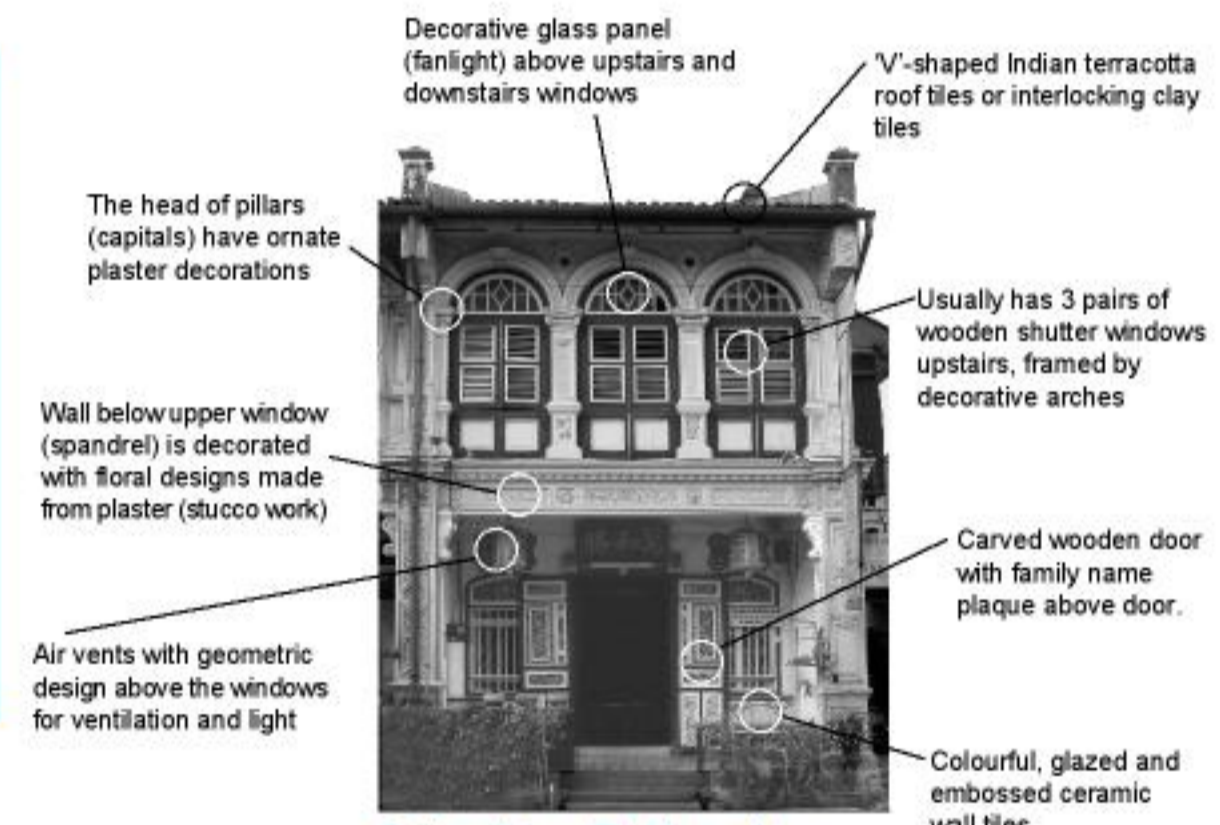 Decorative glass panel
(fanlight) above upstairs and
downstairs windows
'V'-shaped Indian terracotta
roof tiles or interlocking clay
tiles
The head of pillars
(capitals) have ornate
plaster decorations
Usually has 3 pairs of
wooden shutter windows
upstairs, framed by
decorative arches
Wall below upper window
(spandrel) is decorated
with floral designs made
from plaster (stucco work)
Carved wooden door
with family name
plaque above door.
Air vents with geometric
design above the windows
for ventilation and light
Colourful, glazed and
embossed ceramic
wall tiles